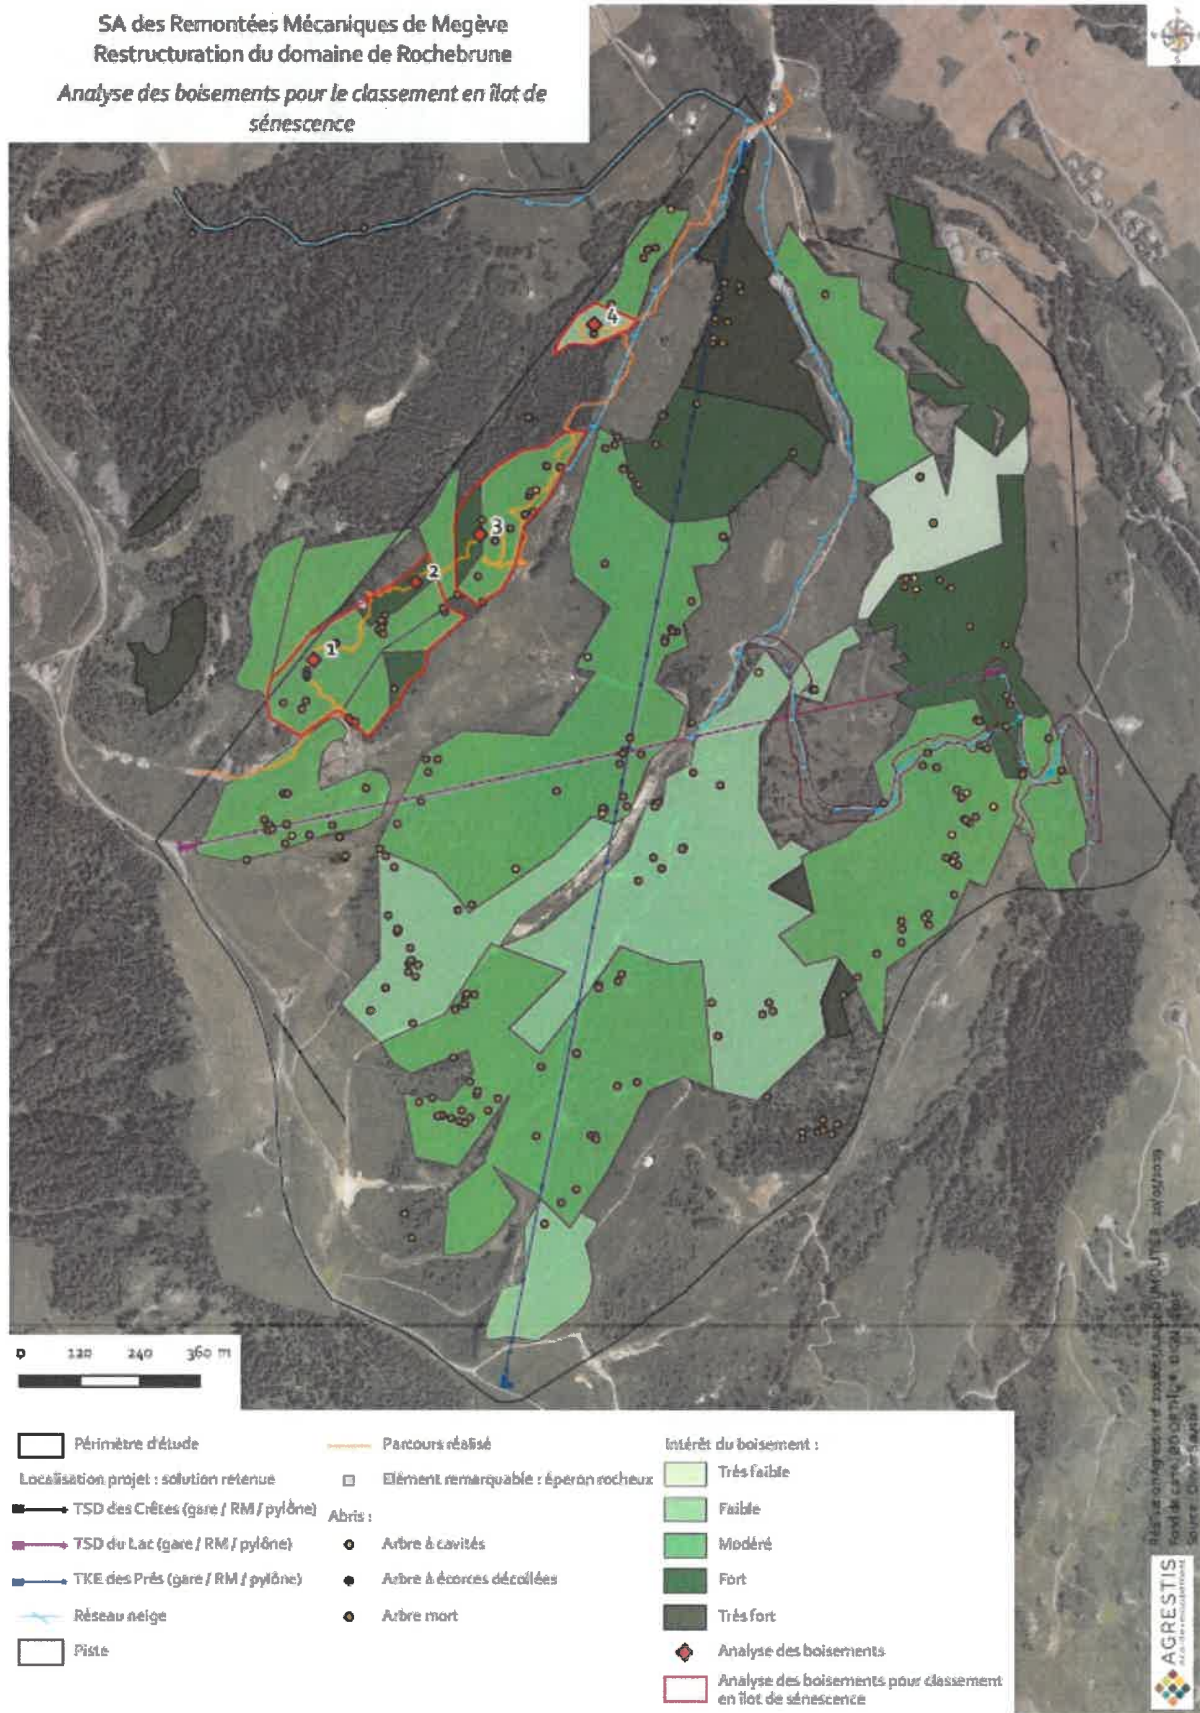 SA des Remontées Mécaniques de Megève
Restructuration du domaine de Rochebrune
Analyse des boisements pour le classement en îlot de
sénescence
4
3
2
1
0 120 240 360 m
Périmètre d'étude
Localisation projet : solution retenue
TSD des Crêtes (gare / RM / pylône)
TSD du Lac (gare / RM / pylône)
TKE des Prés (gare / RM / pylône)
Réseau neige
Piste
Parcours réalisé
Elément remarquable : éperon rocheux
Abris :
Arbre à cavités
Arbre à écorces décollées
Arbre mort
Intérêt du boisement :
Très faible
Faible
Modéré
Fort
Très fort
Analyse des boisements
Analyse des boisements pour classement
en îlot de sénescence
AGRESTIS